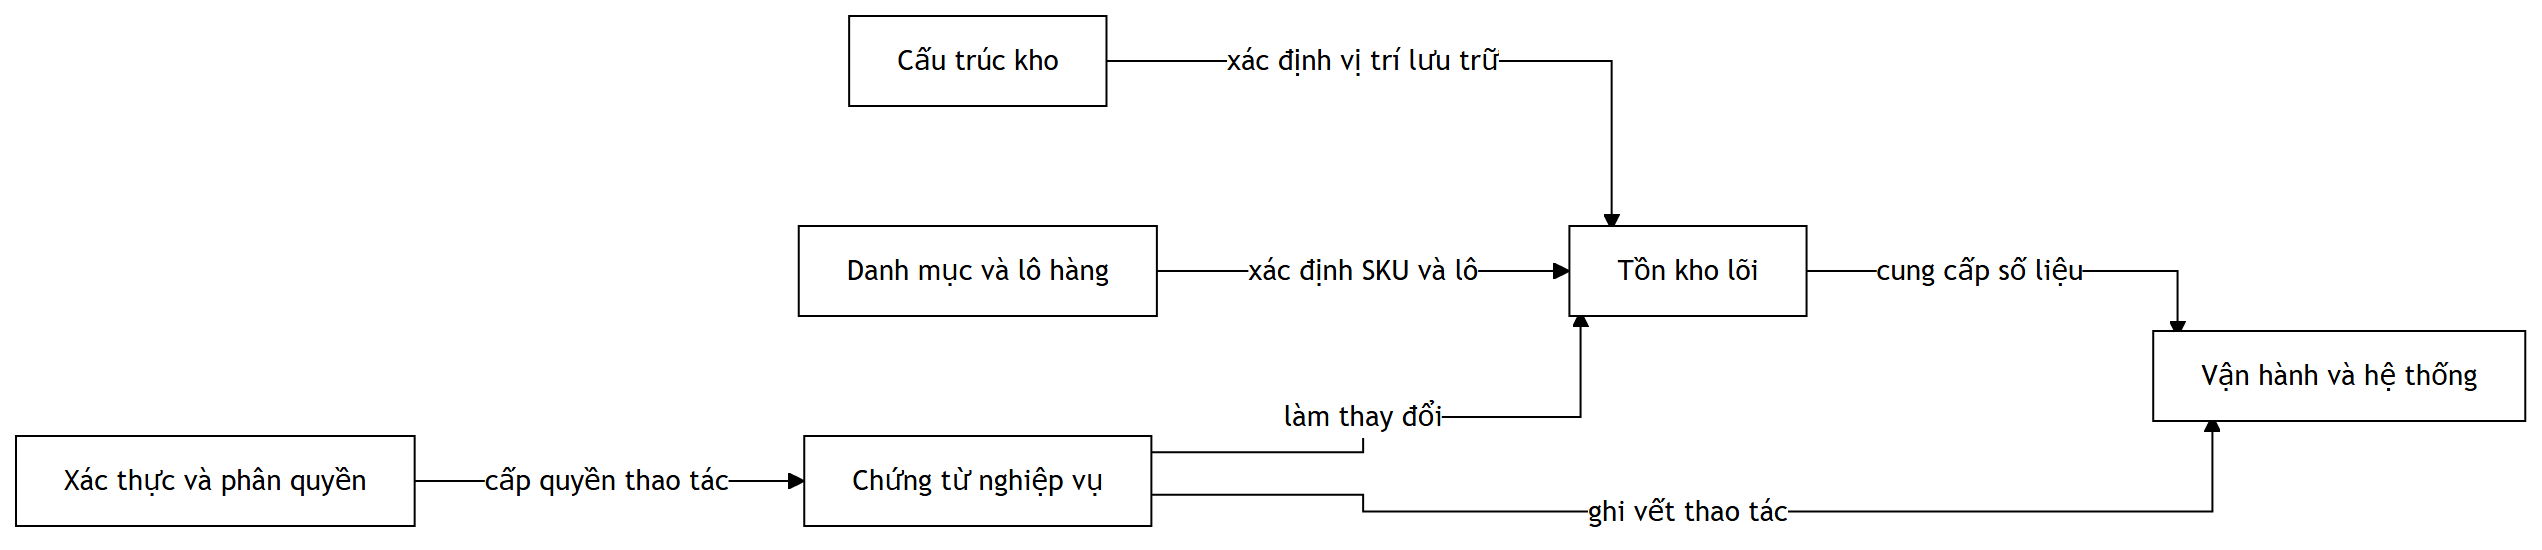 Cấu trúc kho
xác định vị trí lưu trữ
Danh mục và lô hàng
xác định SKU và lô
Tồn kho lõi
cung cấp số liệu
Vận hành và hệ thống
làm thay đổi
Xác thực và phân quyền
cấp quyền thao tác
Chứng từ nghiệp vụ
ghi vết thao tác